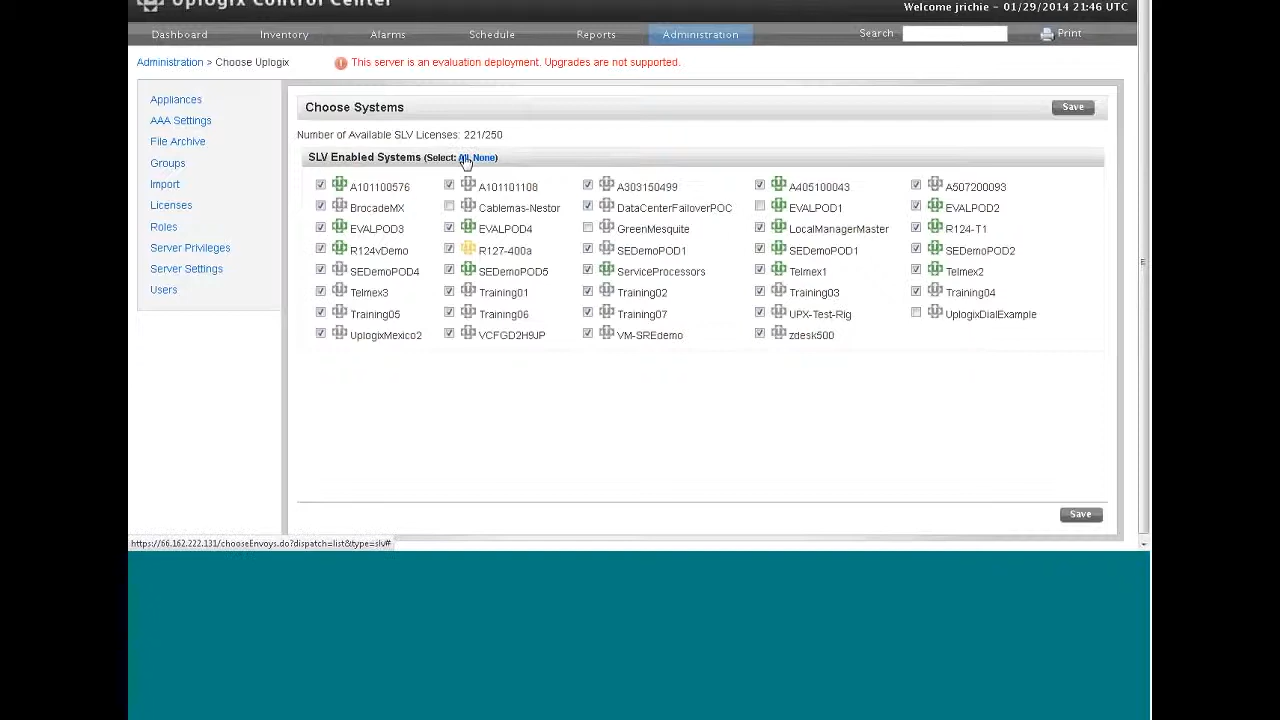 Uplogix Control Center
Welcome jrichie - 01/29/2014 21:46 UTC
Dashboard Inventory Alarms Schedule Reports Administration Search Print
Administration > Choose Uplogix This server is an evaluation deployment. Upgrades are not supported.
Appliances
AAA Settings
File Archive
Groups
Import
Licenses
Roles
Server Privileges
Server Settings
Users
Choose Systems Save
Number of Available SLV Licenses: 221/250
SLV Enabled Systems (Select: All, None)
A101100576 A101101108 A303150499 A405100043 A507200093
BrocadeMX Cablemas-Nestor DataCenterFailoverPOC EVALPOD1 EVALPOD2
EVALPOD3 EVALPOD4 GreenMesquite LocalManagerMaster R124-T1
R124vDemo R127-400a SEDemoPOD1 SEDemoPOD1 SEDemoPOD2
SEDemoPOD4 SEDemoPOD5 ServiceProcessors Telmex1 Telmex2
Telmex3 Training01 Training02 Training03 Training04
Training05 Training06 Training07 UPX-Test-Rig UplogixDialExample
UplogixMexico2 VCFGD2H9JP VM-SREdemo zdesk500
Save
https://66.162.222.131/chooseEnvoys.do?dispatch=list&type=slv#